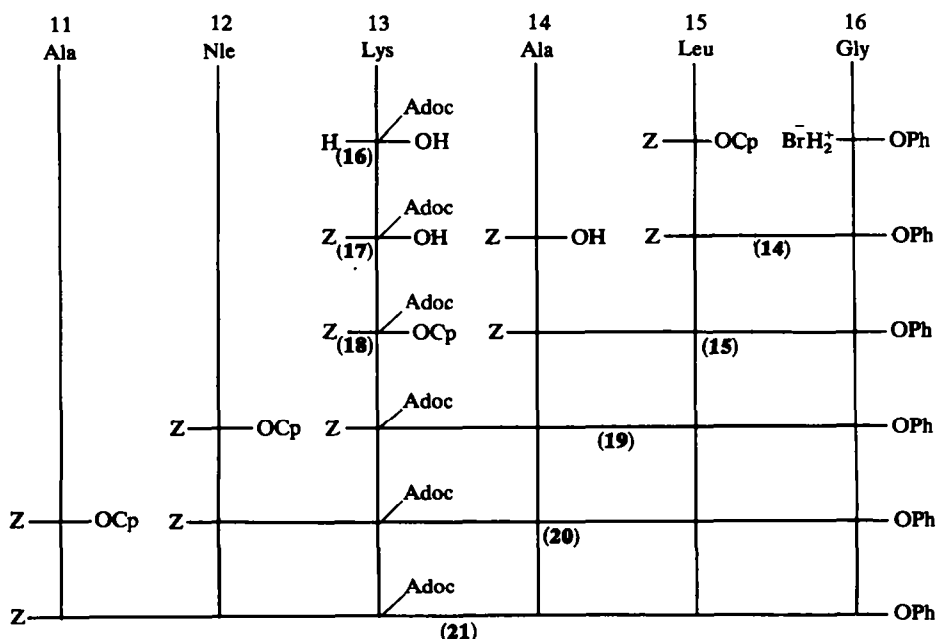 11 12 13 14 15 16
Ala Nle Lys Ala Leu Gly
Adoc
H OH Z OCp BrH₂⁺ OPh
(16)
Adoc
Z OH Z OH Z OPh
(17) (14)
Adoc
Z OCp Z OPh
(18) (15)
Adoc
Z OCp Z OPh
(19)
Adoc
Z OCp Z OPh
(20)
Adoc
Z OPh
(21)